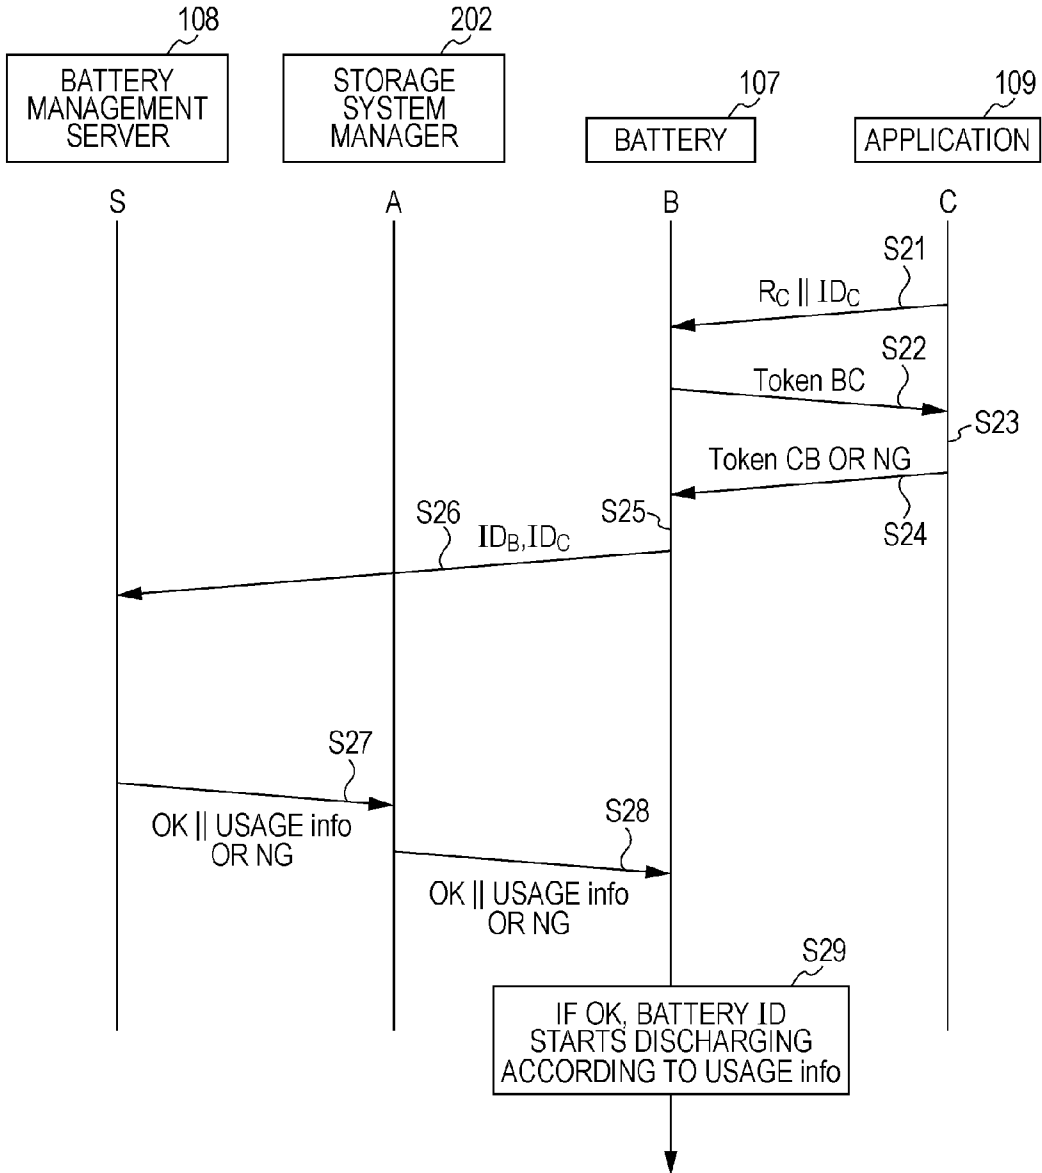 108
202
107
109
BATTERY
MANAGEMENT
SERVER
STORAGE
SYSTEM
MANAGER
BATTERY
APPLICATION
S
A
B
C
S21
RC || IDC
S22
Token BC
S23
Token CB OR NG
S24
S25
S26
IDB,IDC
S27
OK || USAGE info
OR NG
S28
OK || USAGE info
OR NG
S29
IF OK, BATTERY ID
STARTS DISCHARGING
ACCORDING TO USAGE info